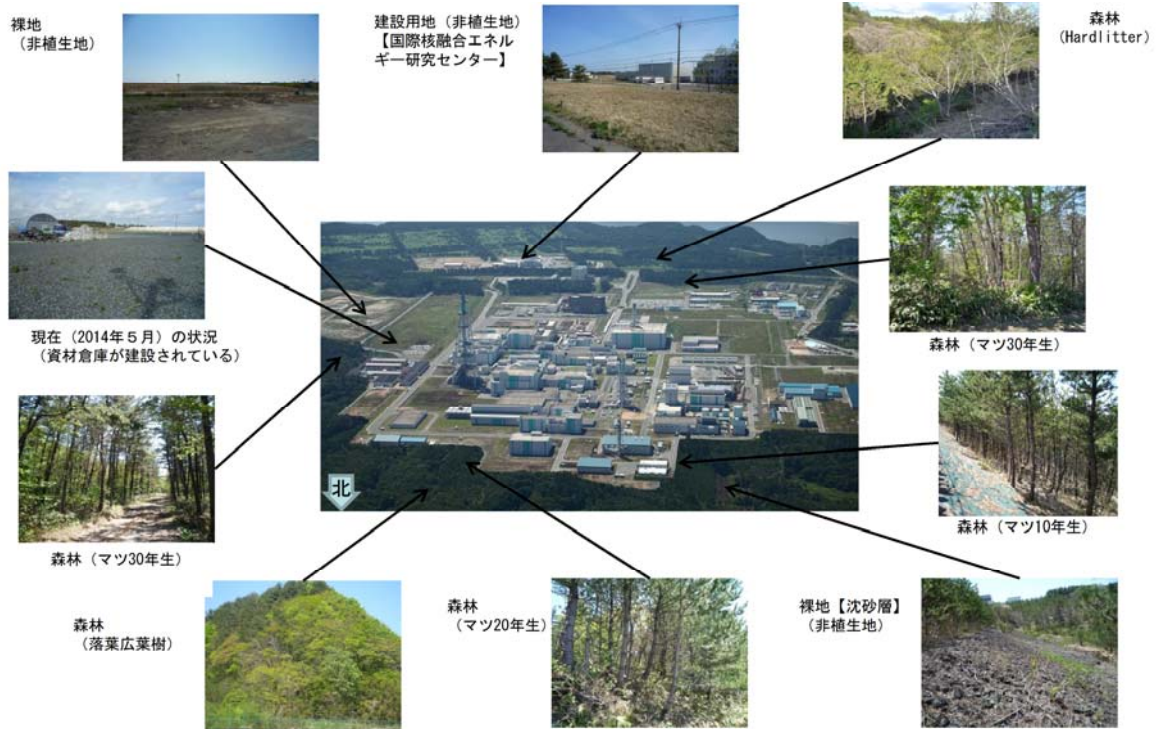 裸地
（非植生地）
建設用地（非植生地）
【国際核融合エネル
ギー研究センター】
森林
（Hardlitter）
現在（2014年５月）の状況
（資材倉庫が建設されている）
森林（マツ30年生）
北
森林（マツ30年生）
森林（マツ10年生）
森林
（落葉広葉樹）
森林
（マツ20年生）
裸地【沈砂層】
（非植生地）